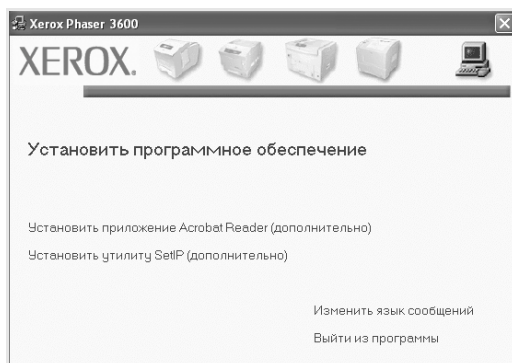 Xerox Phaser 3600
XEROX.
Установить программное обеспечение
Установить приложение Acrobat Reader (дополнительно)
Установить утилиту SetIP (дополнительно)
Изменить язык сообщений
Выйти из программы